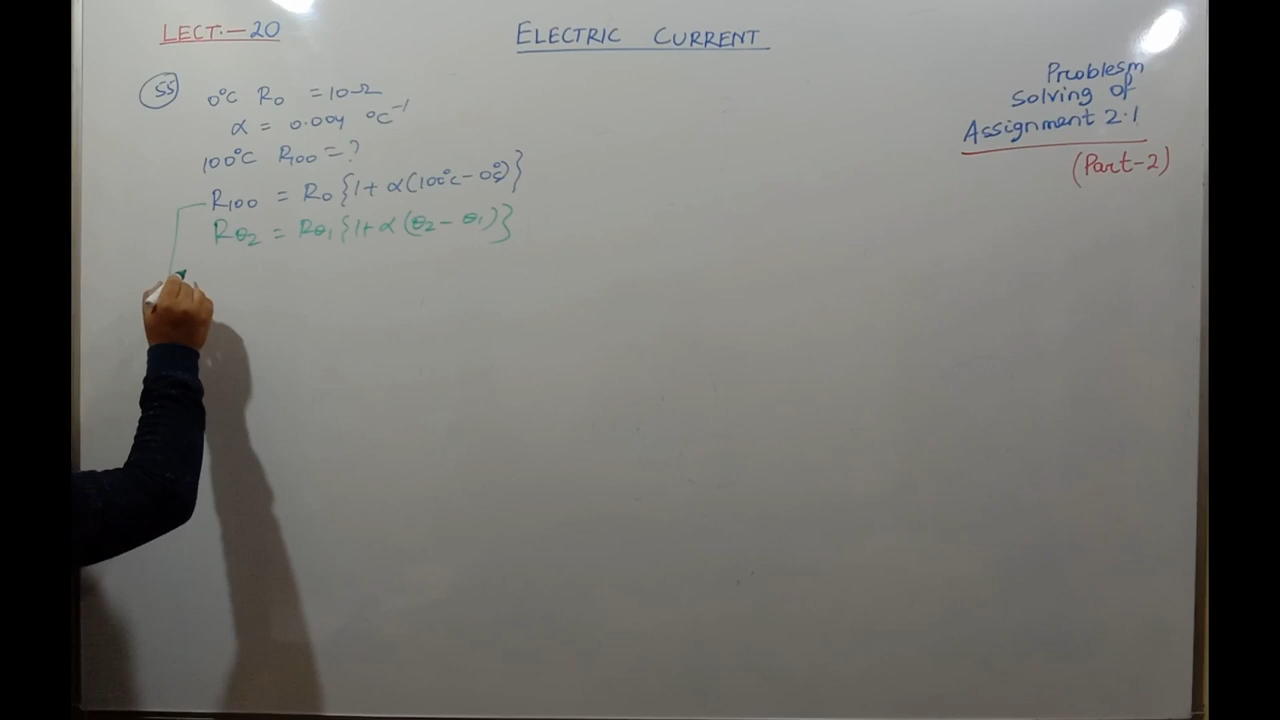 LECT.-20
ELECTRIC CURRENT
Problesm
Solving of
Assignment 2.1
(Part-2)
55
0°C R₀ = 10Ω
α = 0.004 °C⁻¹
100°C R₁₀₀ = ?
R₁₀₀ = R₀{1+α(100°C-0°C)}
Rθ₂ = Rθ₁{1+α(θ₂-θ₁)}